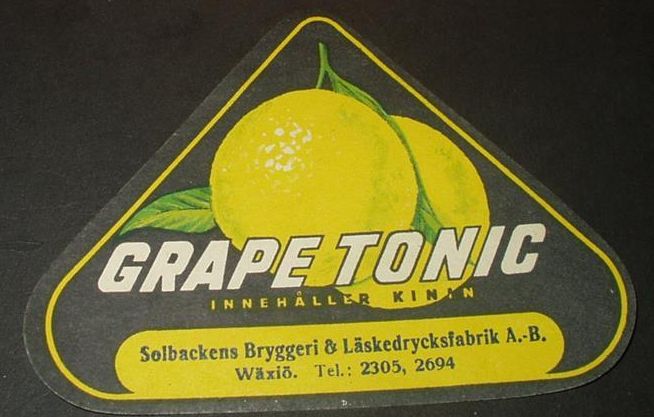 GRAPE TONIC
INNEHÅLLER KININ
Solbackens Bryggeri & Läskedrycksfabrik A.-B.
Wäxiö. Tel.: 2305, 2694